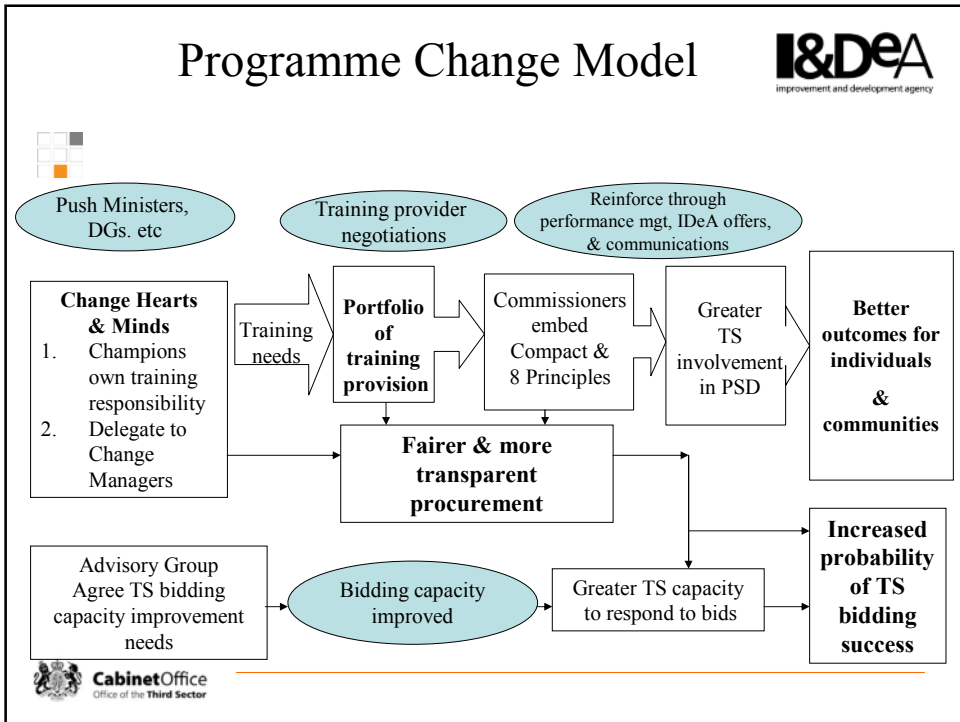 Programme Change Model
I&DeA
improvement and development agency
Push Ministers,
DGs. etc
Training provider
negotiations
Reinforce through
performance mgt, IDeA offers,
& communications
Change Hearts
& Minds
1. Champions
own training
responsibility
2. Delegate to
Change
Managers
Training
needs
Portfolio
of
training
provision
Commissioners
embed
Compact &
8 Principles
Greater
TS
involvement
in PSD
Better
outcomes for
individuals
&
communities
Fairer & more
transparent
procurement
Advisory Group
Agree TS bidding
capacity improvement
needs
Bidding capacity
improved
Greater TS capacity
to respond to bids
Increased
probability
of TS
bidding
success
CabinetOffice
Office of the Third Sector